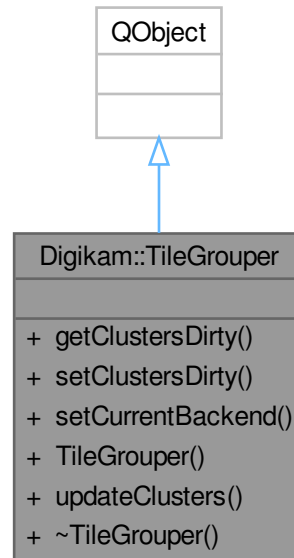 QObject
Digikam::TileGrouper
+ getClustersDirty()
+ setClustersDirty()
+ setCurrentBackend()
+ TileGrouper()
+ updateClusters()
+ ~TileGrouper()